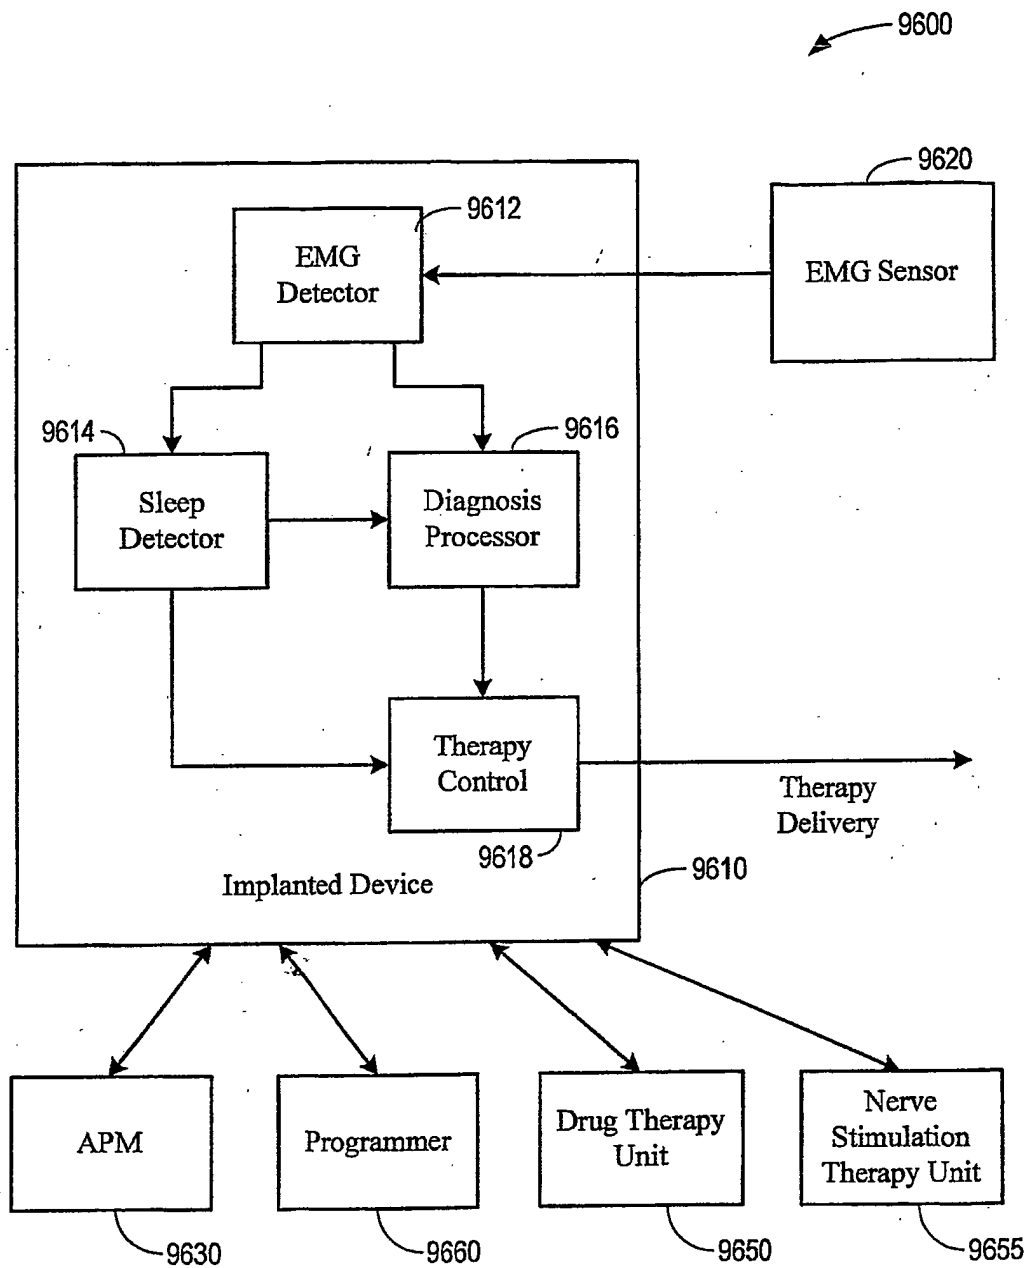 9600
9620
9612
EMG
Detector
EMG Sensor
9614
9616
Sleep
Detector
Diagnosis
Processor
Therapy
Control
Therapy
Delivery
9618
9610
Implanted Device
APM
Programmer
Drug Therapy
Unit
Nerve
Stimulation
Therapy Unit
9630
9660
9650
9655